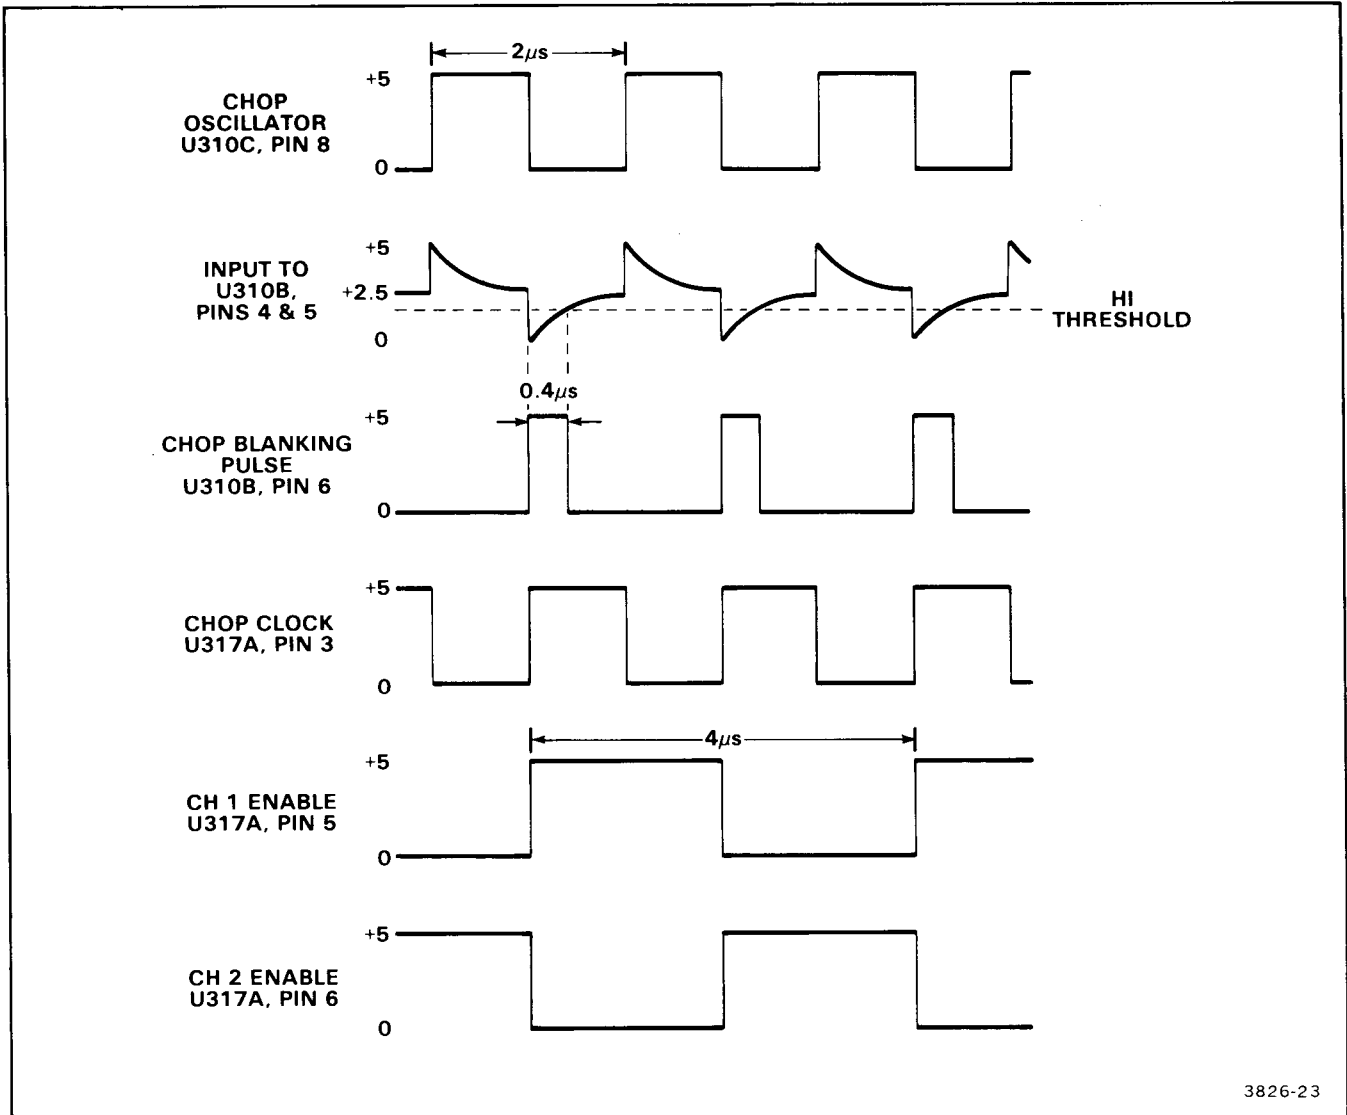 2μs
+5
CHOP
OSCILLATOR
U310C, PIN 8
0
+5
INPUT TO
U310B,
PINS 4 & 5
+2.5
0
HI
THRESHOLD
0.4μs
+5
CHOP BLANKING
PULSE
U310B, PIN 6
0
+5
CHOP CLOCK
U317A, PIN 3
0
4μs
+5
CH 1 ENABLE
U317A, PIN 5
0
+5
CH 2 ENABLE
U317A, PIN 6
0
3826-23